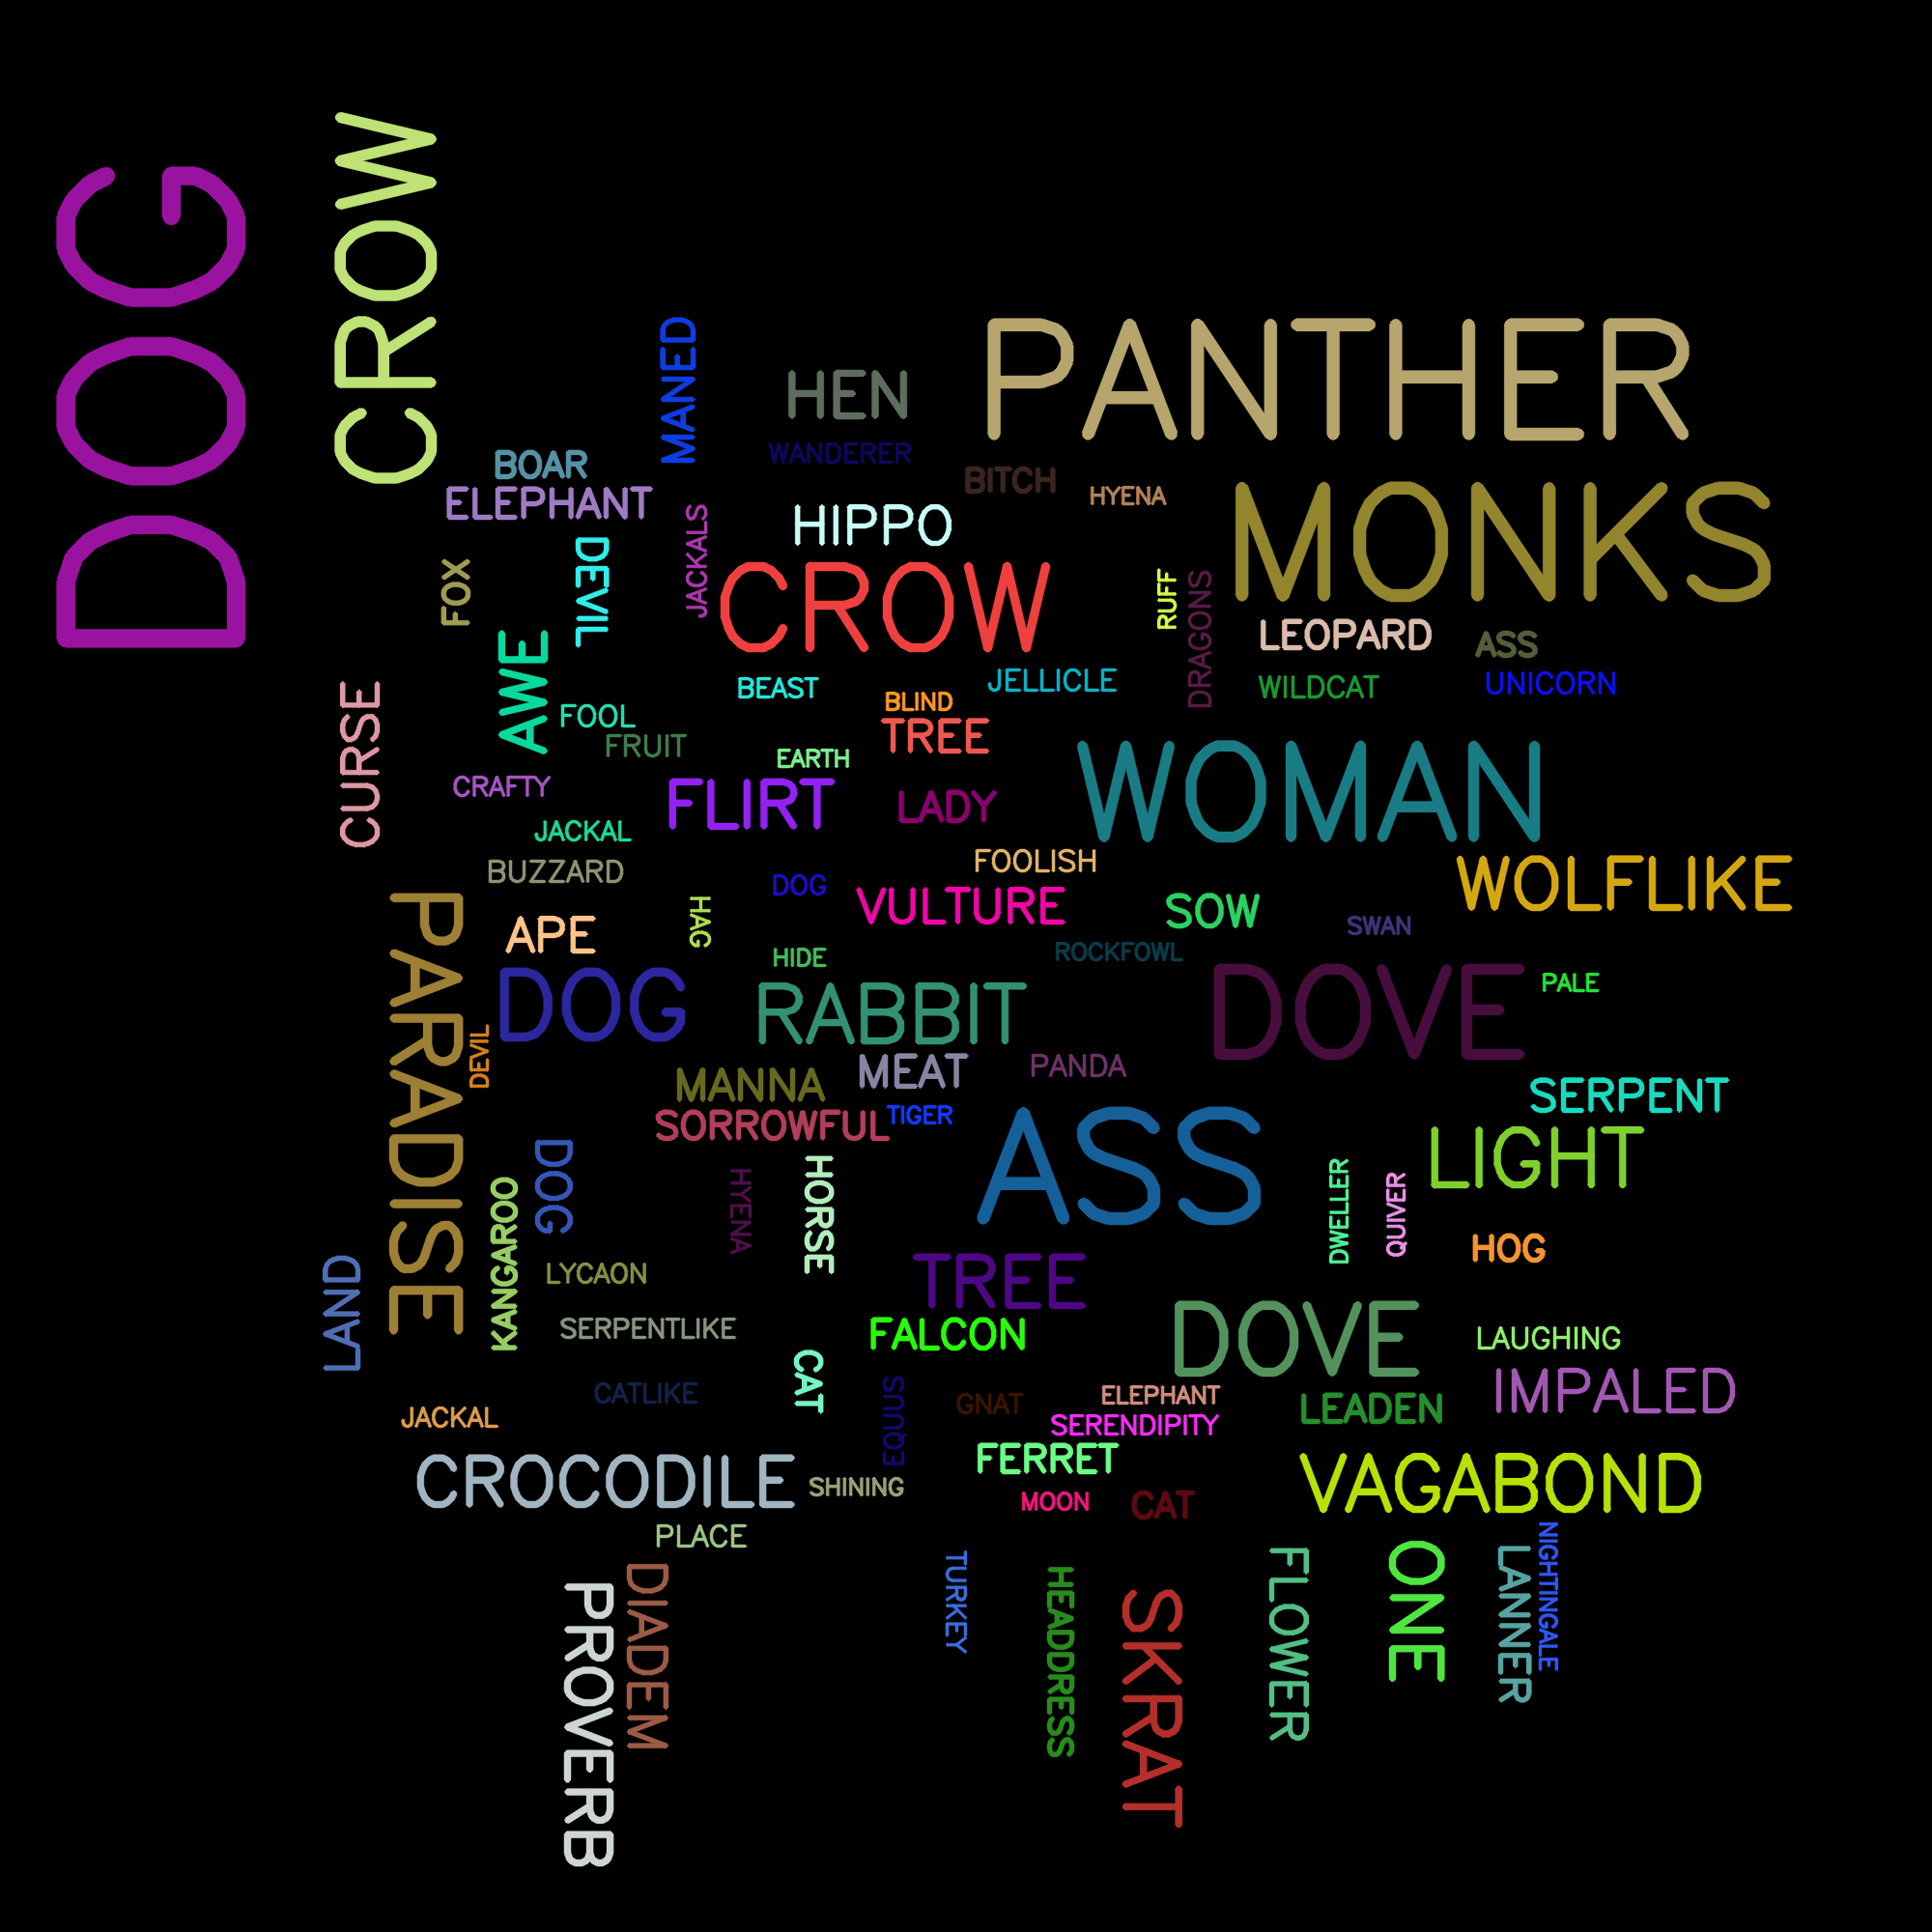 DOG
CROW
MANED
HEN
PANTHER
WANDERER
BOAR
BITCH
ELEPHANT
HYENA
MONKS
HIPPO
JACKALS
DEVIL
FOX
CROW
RUFF
DRAGONS
LEOPARD
ASS
AWE
BEAST
JELLICLE
WILDCAT
UNICORN
CURSE
FOOL
BLIND
FRUIT
TREE
EARTH
WOMAN
CRAFTY
FLIRT
LADY
JACKAL
FOOLISH
BUZZARD
DOG
WOLFLIKE
PARADISE
HAG
VULTURE
SOW
APE
SWAN
HIDE
ROCKFOWL
DOG
RABBIT
DOVE
PALE
DEVIL
MANNA
MEAT
PANDA
SERPENT
SORROWFUL
TIGER
ASS
LIGHT
DOG
HYENA
HORSE
DWELLER
QUIVER
KANGAROO
LAND
LYCAON
TREE
HOG
SERPENTLIKE
FALCON
DOVE
LAUGHING
CAT
CATLIKE
EQUUS
GNAT
ELEPHANT
LEADEN
IMPALED
JACKAL
SERENDIPITY
CROCODILE
FERRET
VAGABOND
SHINING
MOON
CAT
PLACE
PROVERB
DIADEM
TURKEY
HEADDRESS
SKRAT
FLOWER
ONE
LANNER
NIGHTINGALE